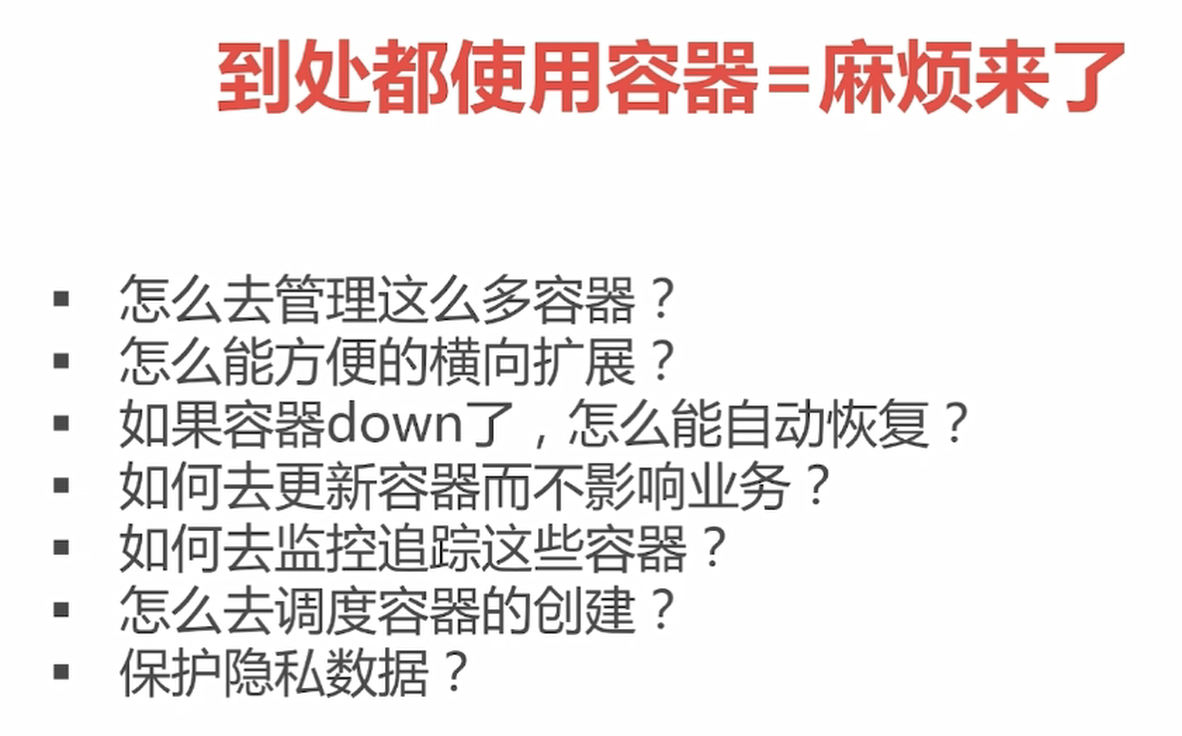 到处都使用容器=麻烦来了
▪ 怎么去管理这么多容器？
▪ 怎么能方便的横向扩展？
▪ 如果容器down了，怎么能自动恢复？
▪ 如何去更新容器而不影响业务？
▪ 如何去监控追踪这些容器？
▪ 怎么去调度容器的创建？
▪ 保护隐私数据？